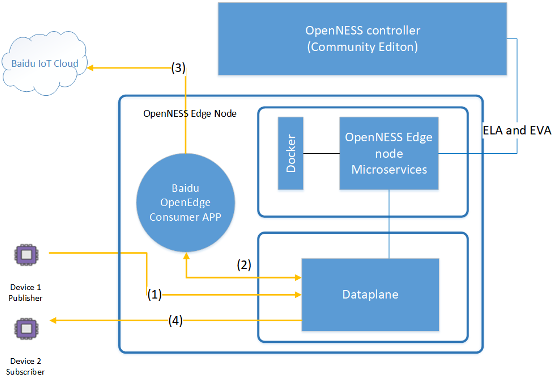 OpenNESS controller
(Community Editon)
Baidu IoT Cloud
(3)
OpenNESS Edge Node
ELA and EVA
Docker
OpenNESS Edge
node
Microservices
Baidu
OpenEdge
Consumer APP
(2)
Device 1
Publisher
(1)
Dataplane
(4)
Device 2
Subscriber